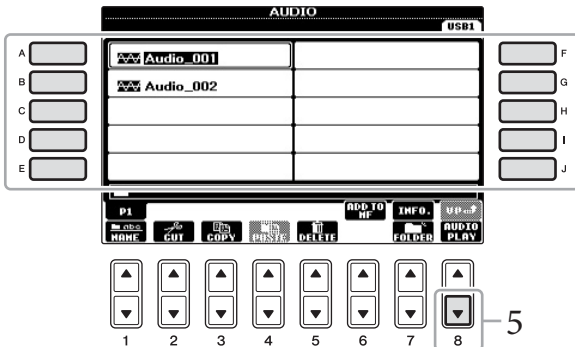 AUDIO
USB1
A
B
C
D
E
Audio_001
Audio_002
F
G
H
I
J
P1
ADD TO MF
INFO.
UP
abc
NAME
CUT
COPY
PASTE
DELETE
FOLDER
AUDIO PLAY
1 2 3 4 5 6 7 8
5